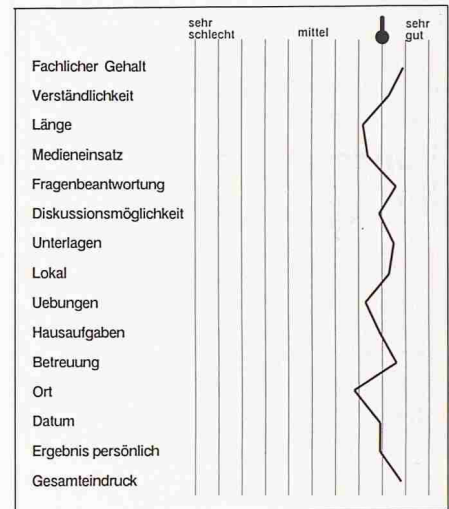 sehr
schlecht
mittel
sehr
gut
Fachlicher Gehalt
Verständlichkeit
Länge
Medieneinsatz
Fragenbeantwortung
Diskussionsmöglichkeit
Unterlagen
Lokal
Uebungen
Hausaufgaben
Betreuung
Ort
Datum
Ergebnis persönlich
Gesamteindruck